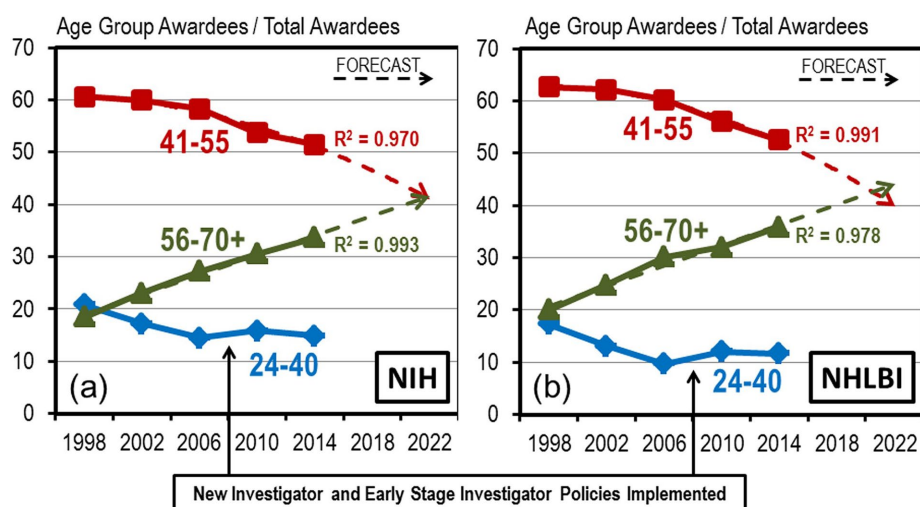 Age Group Awardees / Total Awardees
70
60
50
40
30
20
10
0
FORECAST
41-55
R² = 0.970
56-70+
R² = 0.993
24-40
(a)
NIH
1998 2002 2006 2010 2014 2018 2022
Age Group Awardees / Total Awardees
70
60
50
40
30
20
10
0
FORECAST
41-55
R² = 0.991
56-70+
R² = 0.978
24-40
(b)
NHLBI
1998 2002 2006 2010 2014 2018 2022
New Investigator and Early Stage Investigator Policies Implemented